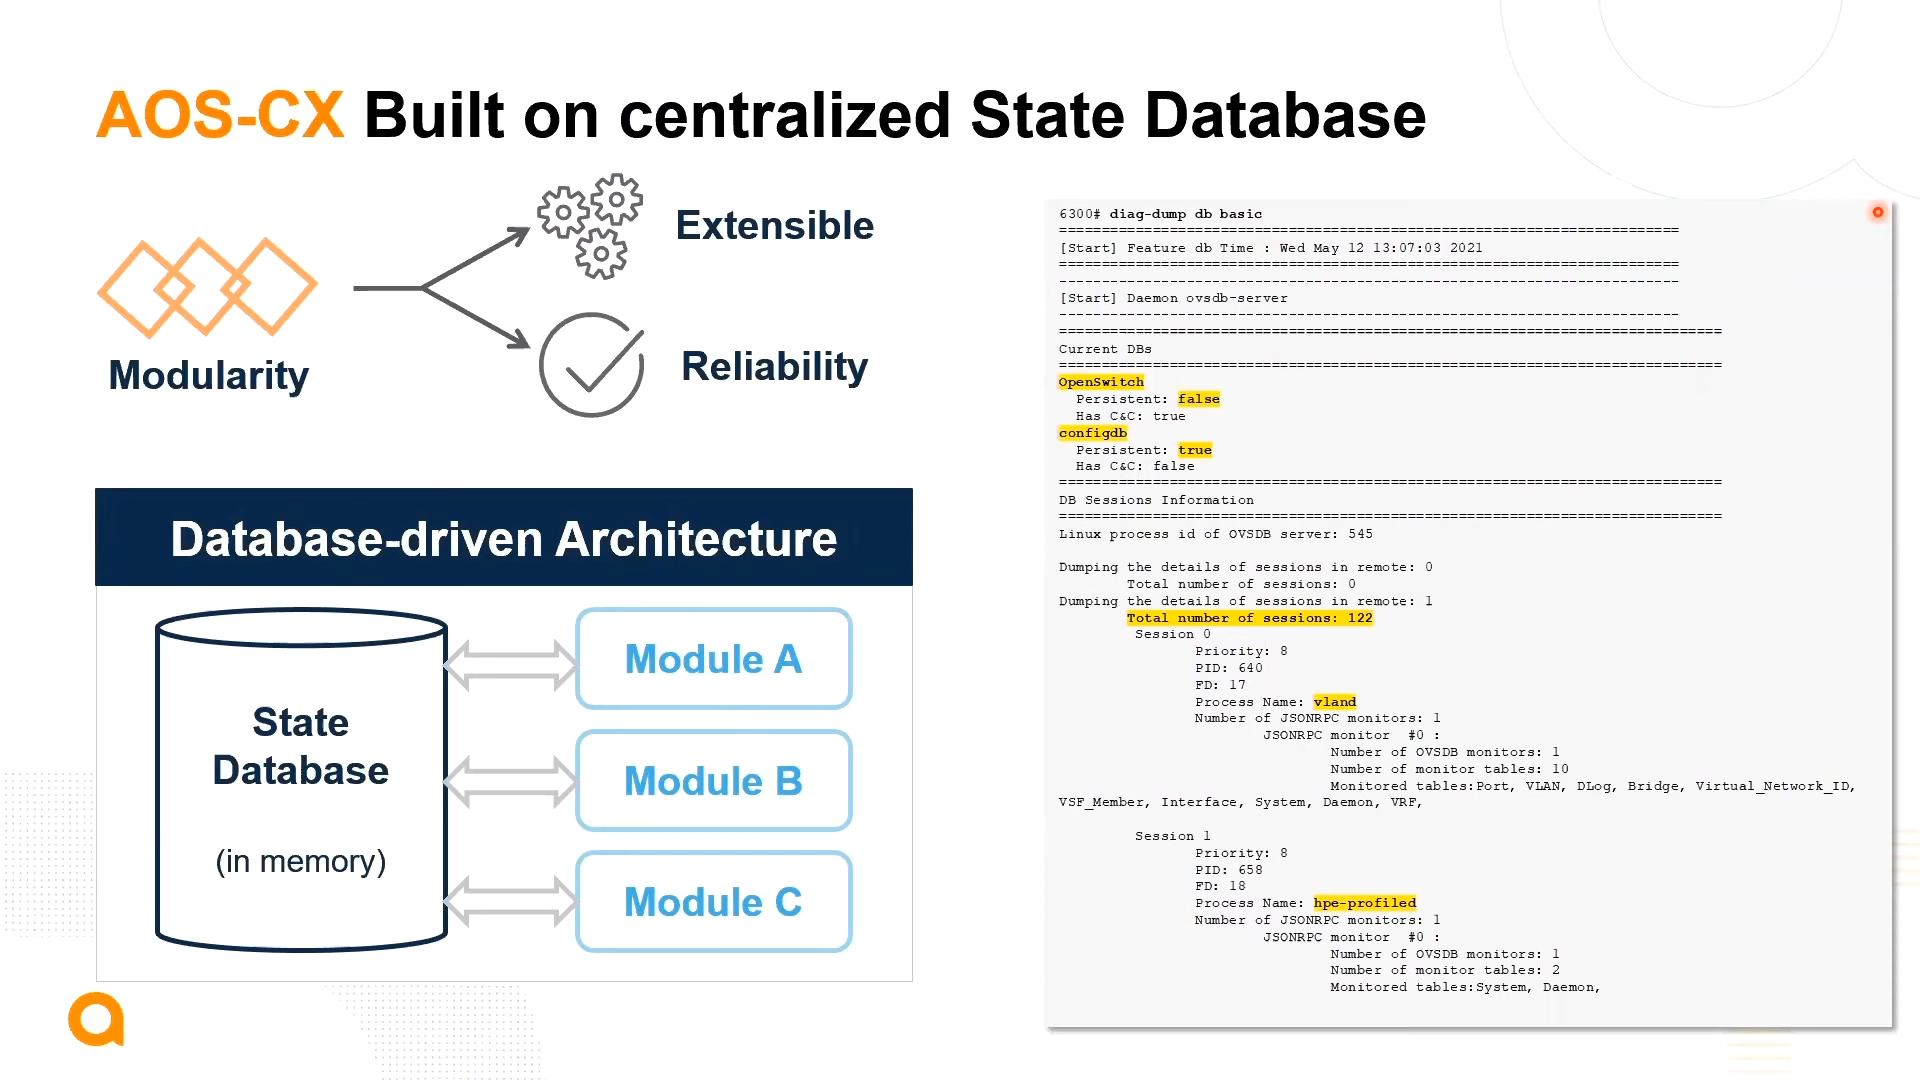 AOS-CX Built on centralized State Database
Extensible
Modularity
Reliability
Database-driven Architecture
State
Database
(in memory)
Module A
Module B
Module C
6300# diag-dump db basic
=========================================================================
[Start] Feature db Time : Wed May 12 13:07:03 2021
=========================================================================
-------------------------------------------------------------------------
[Start] Daemon ovsdb-server
-------------------------------------------------------------------------
==============================================================================
Current DBs
==============================================================================
OpenSwitch
Persistent: false
Has C&C: true
configdb
Persistent: true
Has C&C: false
==============================================================================
DB Sessions Information
==============================================================================
Linux process id of OVSDB server: 545
Dumping the details of sessions in remote: 0
Total number of sessions: 0
Dumping the details of sessions in remote: 1
Total number of sessions: 122
Session 0
Priority: 8
PID: 640
FD: 17
Process Name: vland
Number of JSONRPC monitors: 1
JSONRPC monitor #0 :
Number of OVSDB monitors: 1
Number of monitor tables: 10
Monitored tables:Port, VLAN, DLog, Bridge, Virtual_Network_ID,
VSF_Member, Interface, System, Daemon, VRF,
Session 1
Priority: 8
PID: 658
FD: 18
Process Name: hpe-profiled
Number of JSONRPC monitors: 1
JSONRPC monitor #0 :
Number of OVSDB monitors: 1
Number of monitor tables: 2
Monitored tables:System, Daemon,